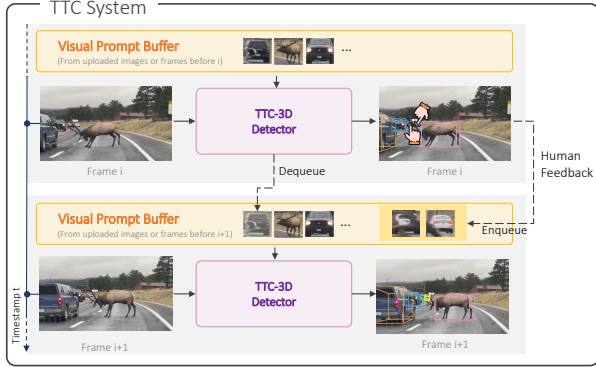 TTC System
Visual Prompt Buffer
(From uploaded images or frames before i)
...
TTC-3D
Detector
Frame i
Frame i
Dequeue
Human
Feedback
Visual Prompt Buffer
(From uploaded images or frames before i+1)
...
Enqueue
TTC-3D
Detector
Timestamp t
Frame i+1
Frame i+1